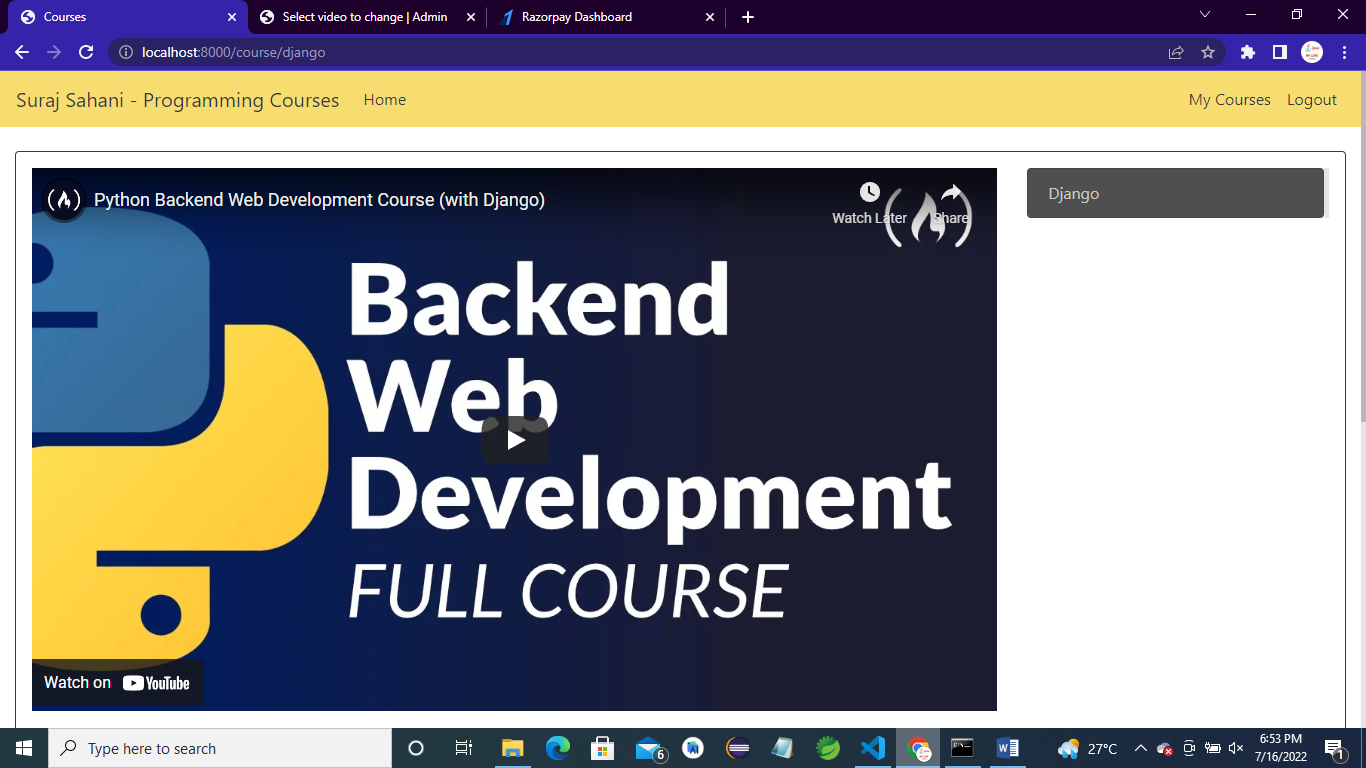 Courses
Select video to change | Admin
Razorpay Dashboard
localhost:8000/course/django
Suraj Sahani - Programming Courses
Home
My Courses
Logout
Python Backend Web Development Course (with Django)
Watch Later
Share
Django
Backend
Web
Development
FULL COURSE
Watch on YouTube
Type here to search
6
27°C
6:53 PM
7/16/2022
1